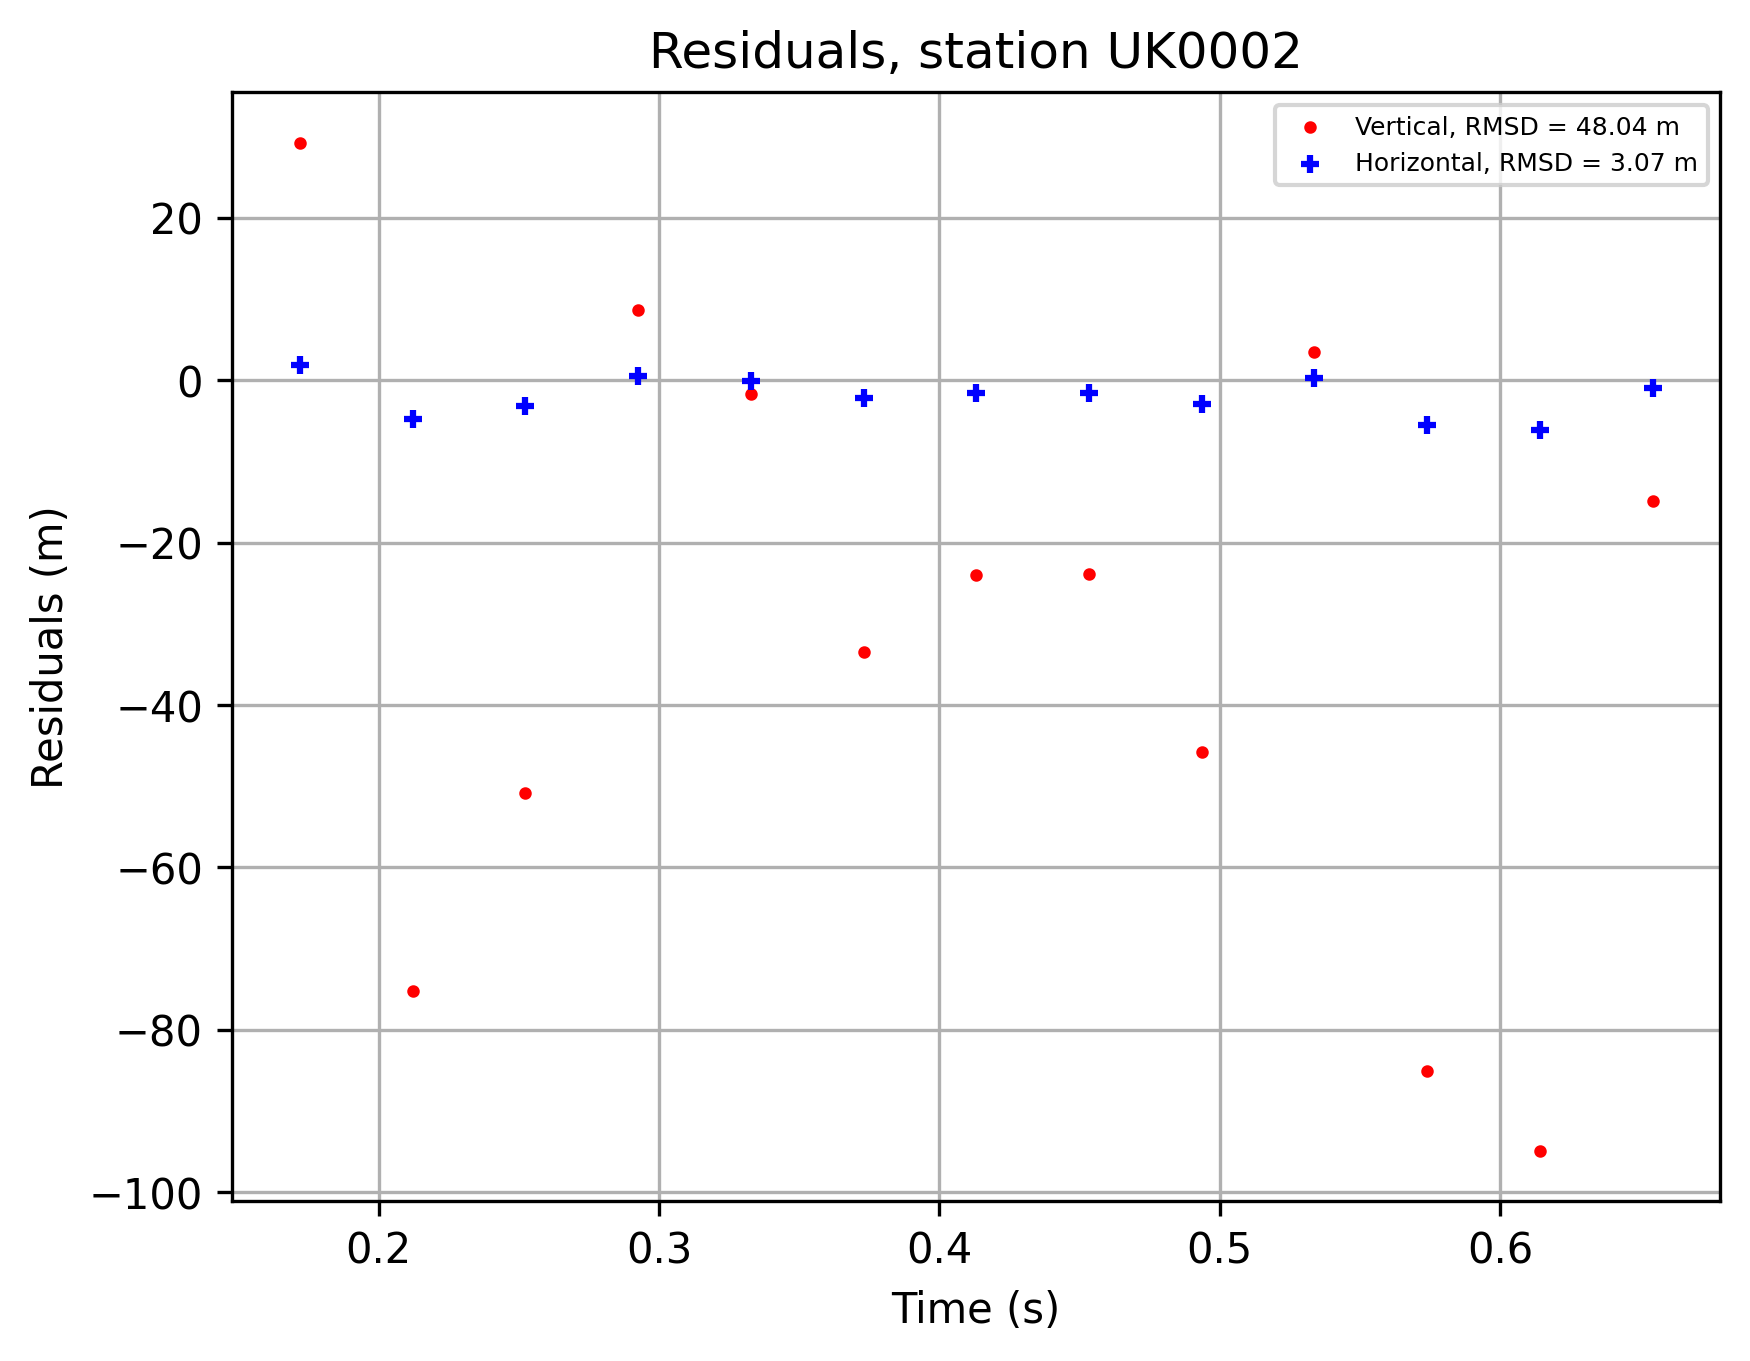 Residuals, station UK0002
Vertical, RMSD = 48.04 m
Horizontal, RMSD = 3.07 m
Residuals (m)
20
0
−20
−40
−60
−80
−100
0.2 0.3 0.4 0.5 0.6
Time (s)